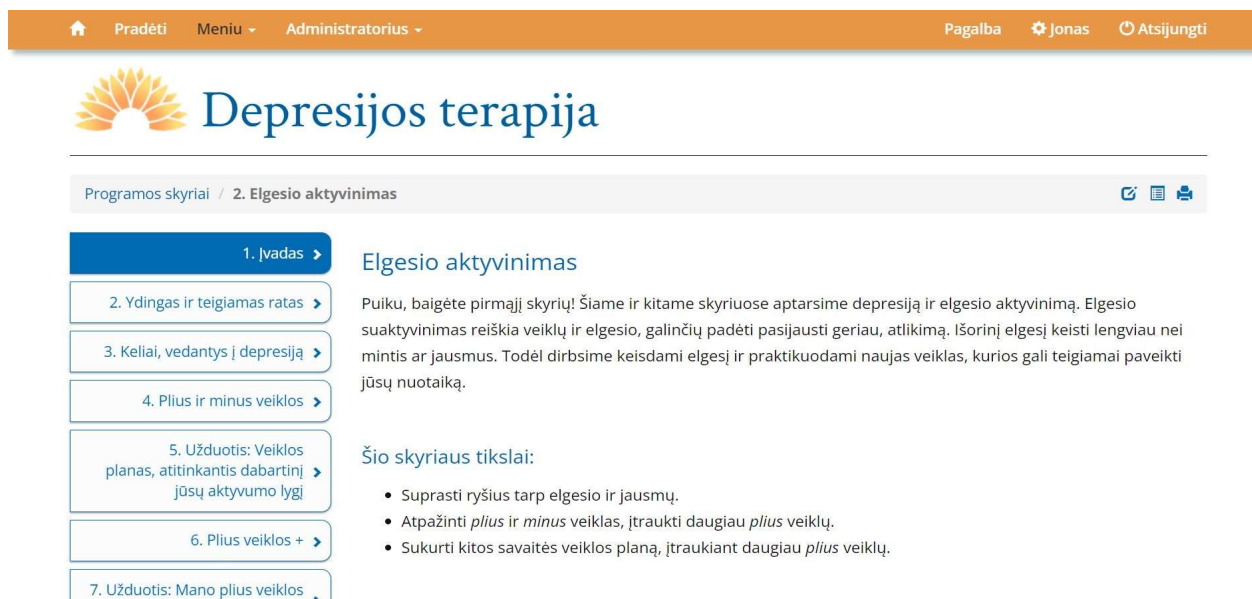 Pradėti Meniu Administratorius Pagalba Jonas Atsijungti
Depresijos terapija
Programos skyriai / 2. Elgesio aktyvinimas
1. Įvadas
2. Ydingas ir teigiamas ratas
3. Keliai, vedantys į depresiją
4. Plius ir minus veiklos
5. Užduotis: Veiklos
planas, atitinkantis dabartinį
jūsų aktyvumo lygį
6. Plius veiklos +
7. Užduotis: Mano plius veiklos
Elgesio aktyvinimas
Puiku, baigėte pirmąjį skyrių! Šiame ir kitame skyriuose aptarsime depresiją ir elgesio aktyvinimą. Elgesio
suaktyvinimas reiškia veiklų ir elgesio, galinčių padėti pasijausti geriau, atlikimą. Išorinį elgesį keisti lengviau nei
mintis ar jausmus. Todėl dirbsime keisdami elgesį ir praktikuodami naujas veiklas, kurios gali teigiamai paveikti
jūsų nuotaiką.
Šio skyriaus tikslai:
• Suprasti ryšius tarp elgesio ir jausmų.
• Atpažinti plius ir minus veiklas, įtraukti daugiau plius veiklų.
• Sukurti kitos savaitės veiklos planą, įtraukiant daugiau plius veiklų.